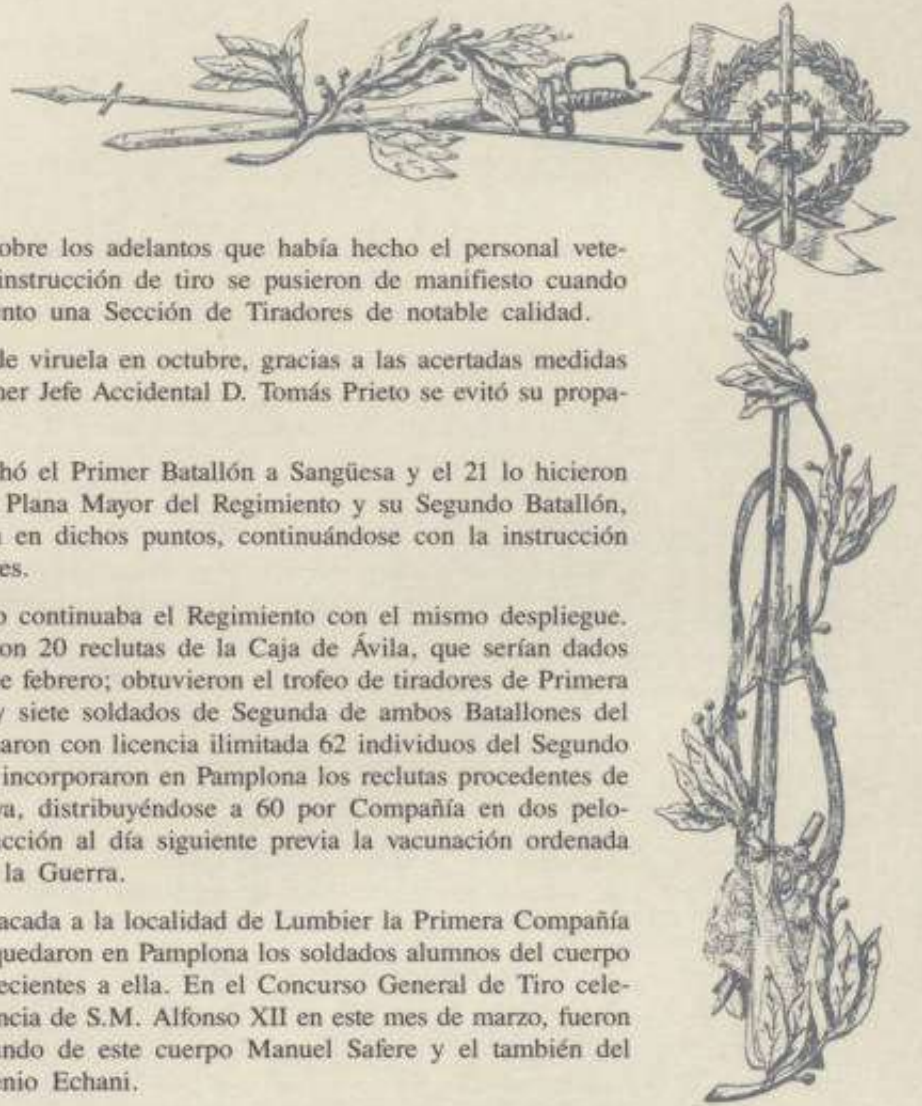 obre los adelantos que había hecho el personal vete-
instrucción de tiro se pusieron de manifiesto cuando
nto una Sección de Tiradores de notable calidad.
de viruela en octubre, gracias a las acertadas medidas
ner Jefe Accidental D. Tomás Prieto se evitó su propa-
hó el Primer Batallón a Sangüesa y el 21 lo hicieron
Plana Mayor del Regimiento y su Segundo Batallón,
n en dichos puntos, continuándose con la instrucción
es.
o continuaba el Regimiento con el mismo despliegue.
on 20 reclutas de la Caja de Ávila, que serían dados
e febrero; obtuvieron el trofeo de tiradores de Primera
y siete soldados de Segunda de ambos Batallones del
aron con licencia ilimitada 62 individuos del Segundo
incorporaron en Pamplona los reclutas procedentes de
va, distribuyéndose a 60 por Compañía en dos pelo-
cción al día siguiente previa la vacunación ordenada
la Guerra.
acada a la localidad de Lumbier la Primera Compañía
quedaron en Pamplona los soldados alumnos del cuerpo
ecientes a ella. En el Concurso General de Tiro cele-
ncia de S.M. Alfonso XII en este mes de marzo, fueron
undo de este cuerpo Manuel Safere y el también del
enio Echani.